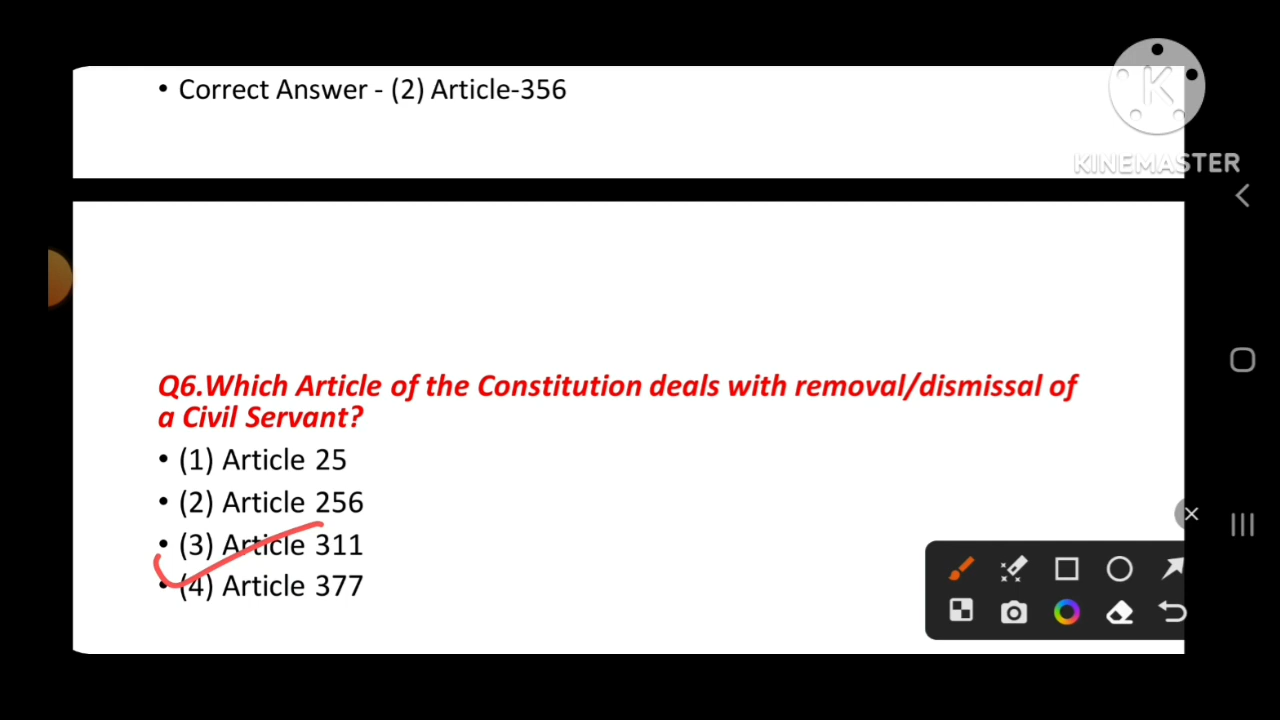 • Correct Answer - (2) Article-356
K
KINEMASTER
Q6.Which Article of the Constitution deals with removal/dismissal of
a Civil Servant?
• (1) Article 25
• (2) Article 256
• (3) Article 311
• (4) Article 377